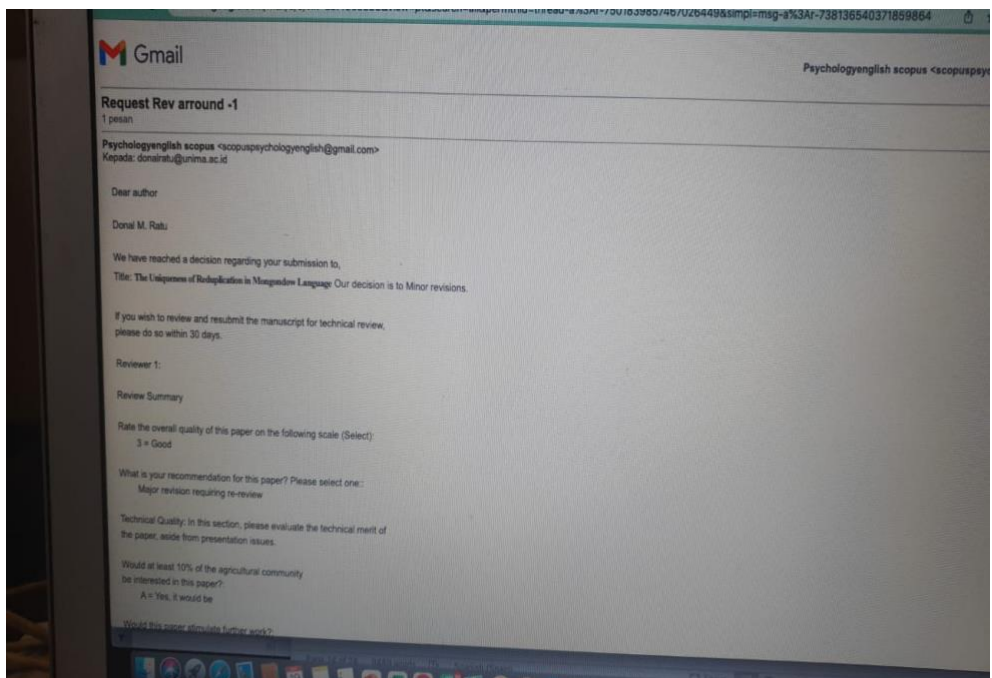 Gmail
Psychologyenglish scopus <scopuspsyc
Request Rev arround -1
1 pesan
Psychologyenglish scopus <scopuspsychologyenglish@gmail.com>
Kepada: donalratu@unima.ac.id
Dear author
Donal M. Ratu
We have reached a decision regarding your submission to,
Title: The Uniqueness of Reduplication in Mongondow Language Our decision is to Minor revisions.
If you wish to review and resubmit the manuscript for technical review,
please do so within 30 days.
Reviewer 1:
Review Summary
Rate the overall quality of this paper on the following scale (Select):
3 = Good
What is your recommendation for this paper? Please select one::
Major revision requiring re-review
Technical Quality: In this section, please evaluate the technical merit of
the paper, aside from presentation issues.
Would at least 10% of the agricultural community
be interested in this paper?:
A = Yes, it would be
Would this paper stimulate further work?: